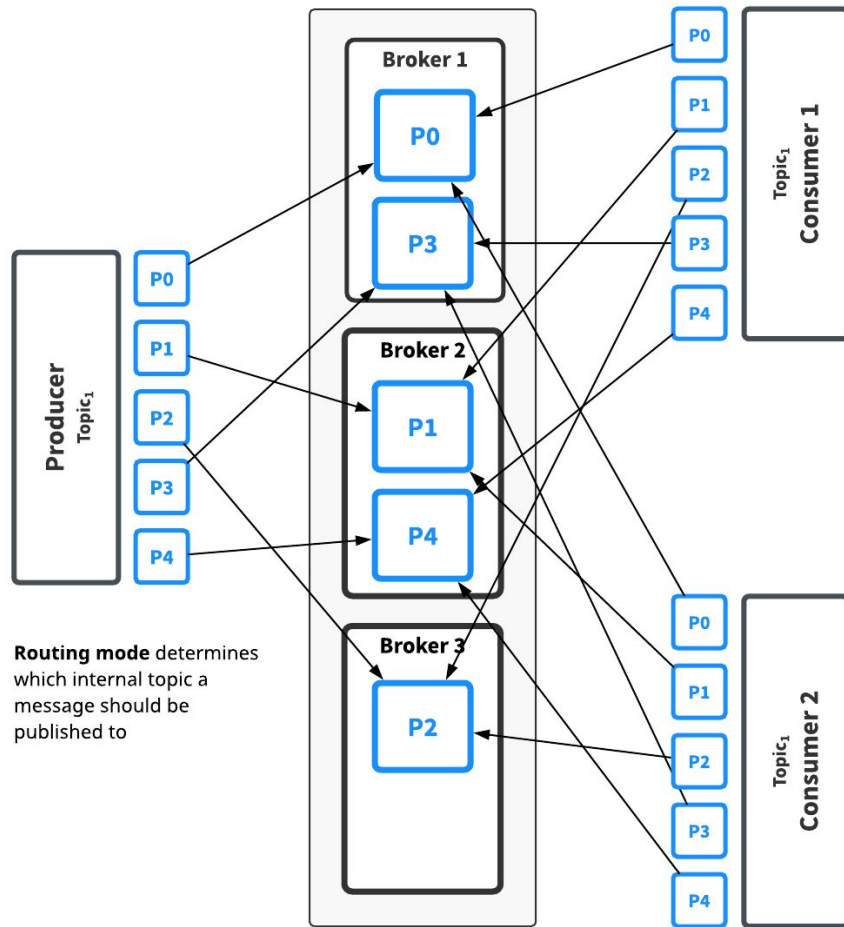 Producer
Topic₁
P0
P1
P2
P3
P4
Routing mode determines
which internal topic a
message should be
published to
Broker 1
P0
P3
Broker 2
P1
P4
Broker 3
P2
P0
P1
P2
P3
P4
Topic₁
Consumer 1
P0
P1
P2
P3
P4
Topic₁
Consumer 2